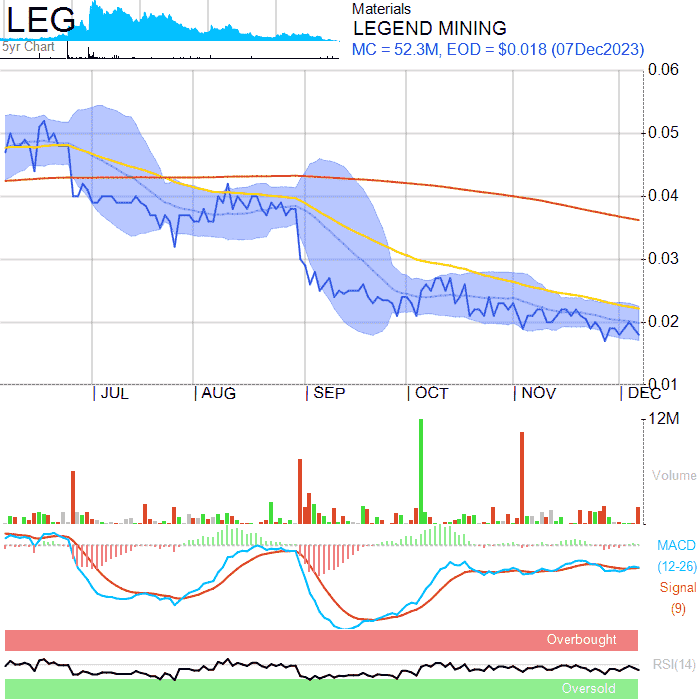 LEG
5yr Chart
Materials
LEGEND MINING
MC = 52.3M, EOD = $0.018 (07Dec2023)
0.06
0.05
0.04
0.03
0.02
0.01
JUL AUG SEP OCT NOV DEC
12M
Volume
MACD
(12-26)
Signal
(9)
Overbought
RSI(14)
Oversold